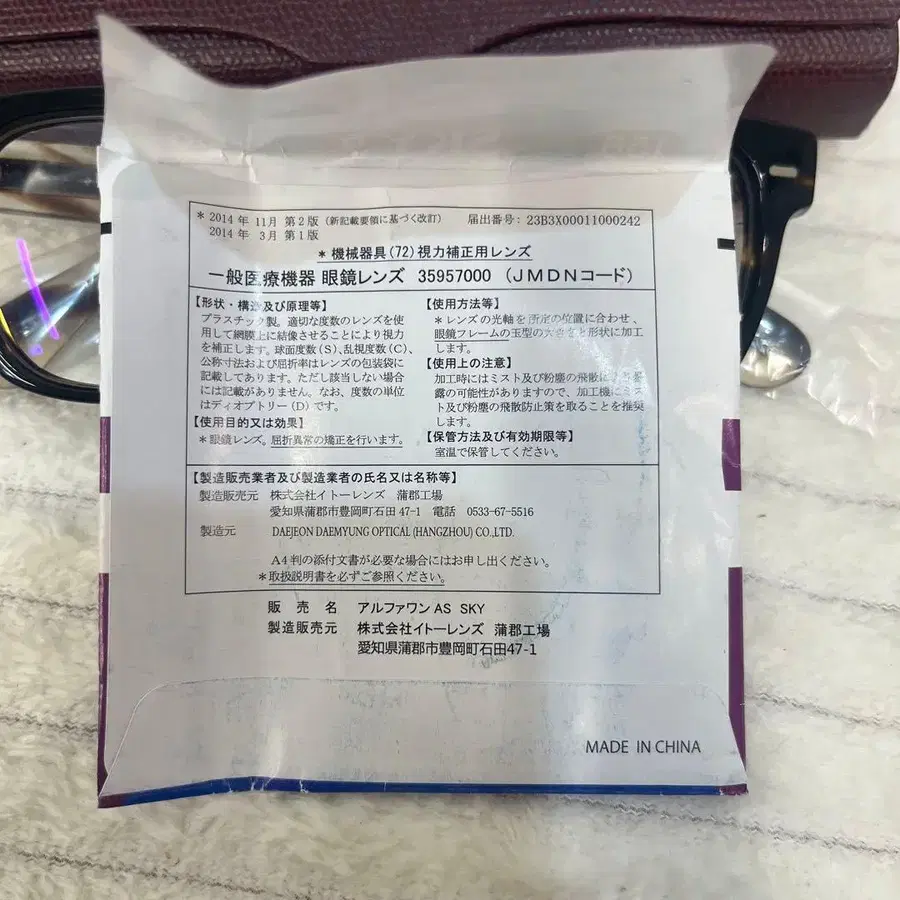 *2014年 11月 第2版（新記載要領に基づく改訂） 届出番号：23B3X00011000242
2014年 3月 第1版
*機械器具(72)視力補正用レンズ
一般医療機器 眼鏡レンズ 35957000 （JMDNコード）
【形状・構造及び原理等】
プラスチック製。適切な度数のレンズを使
用して網膜上に結像させることにより視力
を補正します。球面度数(S)、乱視度数(C)、
公称寸法および屈折率はレンズの包装袋に
記載してあります。ただし該当しない場合
には記載がありません。なお、度数の単位
はディオプトリー(D)です。
【使用目的又は効果】
*眼鏡レンズ。屈折異常の矯正を行います。
【使用方法等】
*レンズの光軸を所定の位置に合わせ、
眼鏡フレームの玉型の大きさと形状に加工
します。
【使用上の注意】
加工時にはミスト及び粉塵の飛散による暴
露の可能性がありますので、加工機にミス
ト及び粉塵の飛散防止策を取ることを推奨
します。
【保管方法及び有効期限等】
室温で保管してください。
【製造販売業者及び製造業者の氏名又は名称等】
製造販売元 株式会社イトーレンズ 蒲郡工場
愛知県蒲郡市豊岡町石田47-1 電話 0533-67-5516
製造元 DAEJEON DAEMYUNG OPTICAL (HANGZHOU) CO.,LTD.
A4判の添付文書が必要な場合にはお申し出ください。
*取扱説明書を必ずご参照ください。
販 売 名 アルファワン AS SKY
製造販売元 株式会社イトーレンズ 蒲郡工場
愛知県蒲郡市豊岡町石田47-1
MADE IN CHINA